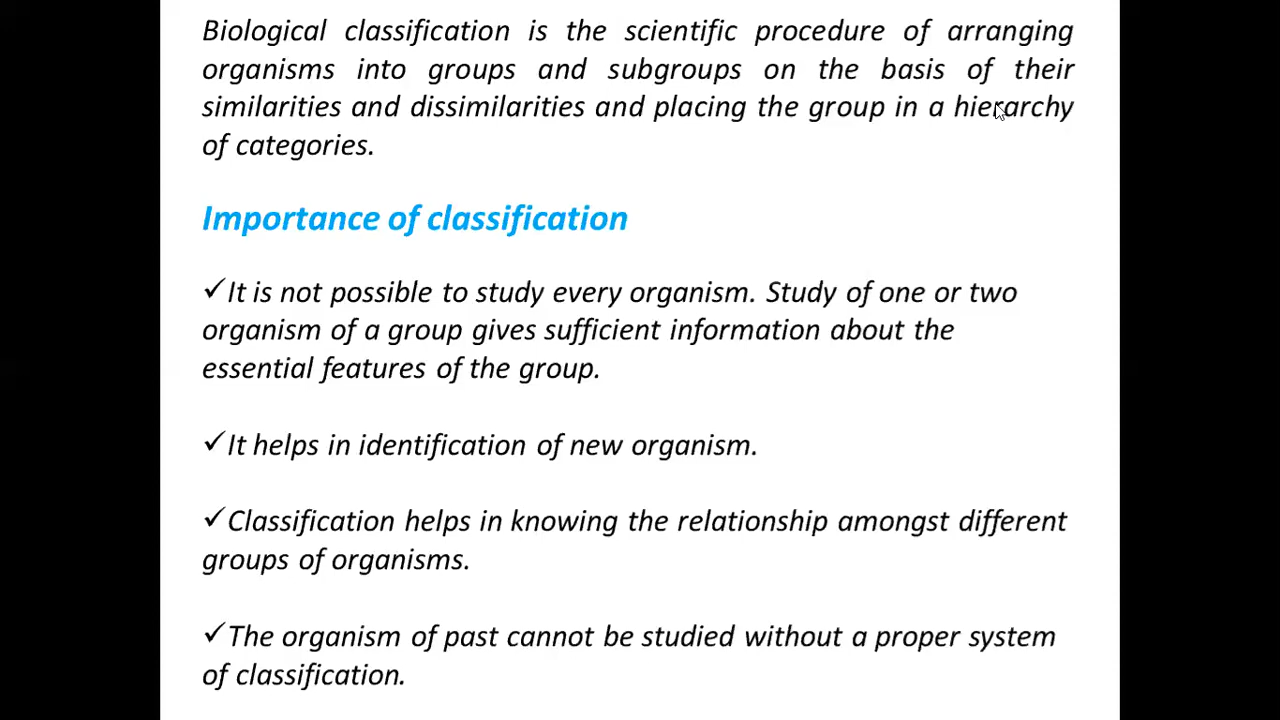 Biological classification is the scientific procedure of arranging
organisms into groups and subgroups on the basis of their
similarities and dissimilarities and placing the group in a hierarchy
of categories.
Importance of classification
✓It is not possible to study every organism. Study of one or two
organism of a group gives sufficient information about the
essential features of the group.
✓It helps in identification of new organism.
✓Classification helps in knowing the relationship amongst different
groups of organisms.
✓The organism of past cannot be studied without a proper system
of classification.